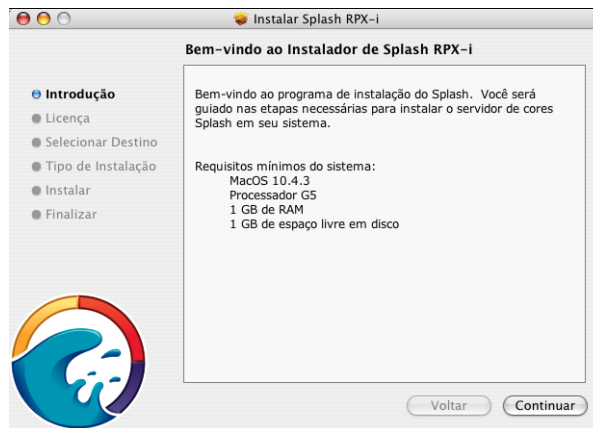 Instalar Splash RPX-i
Bem-vindo ao Instalador de Splash RPX-i
Introdução
Licença
Selecionar Destino
Tipo de Instalação
Instalar
Finalizar
Bem-vindo ao programa de instalação do Splash. Você será
guiado nas etapas necessárias para instalar o servidor de cores
Splash em seu sistema.
Requisitos mínimos do sistema:
MacOS 10.4.3
Processador G5
1 GB de RAM
1 GB de espaço livre em disco
Voltar
Continuar